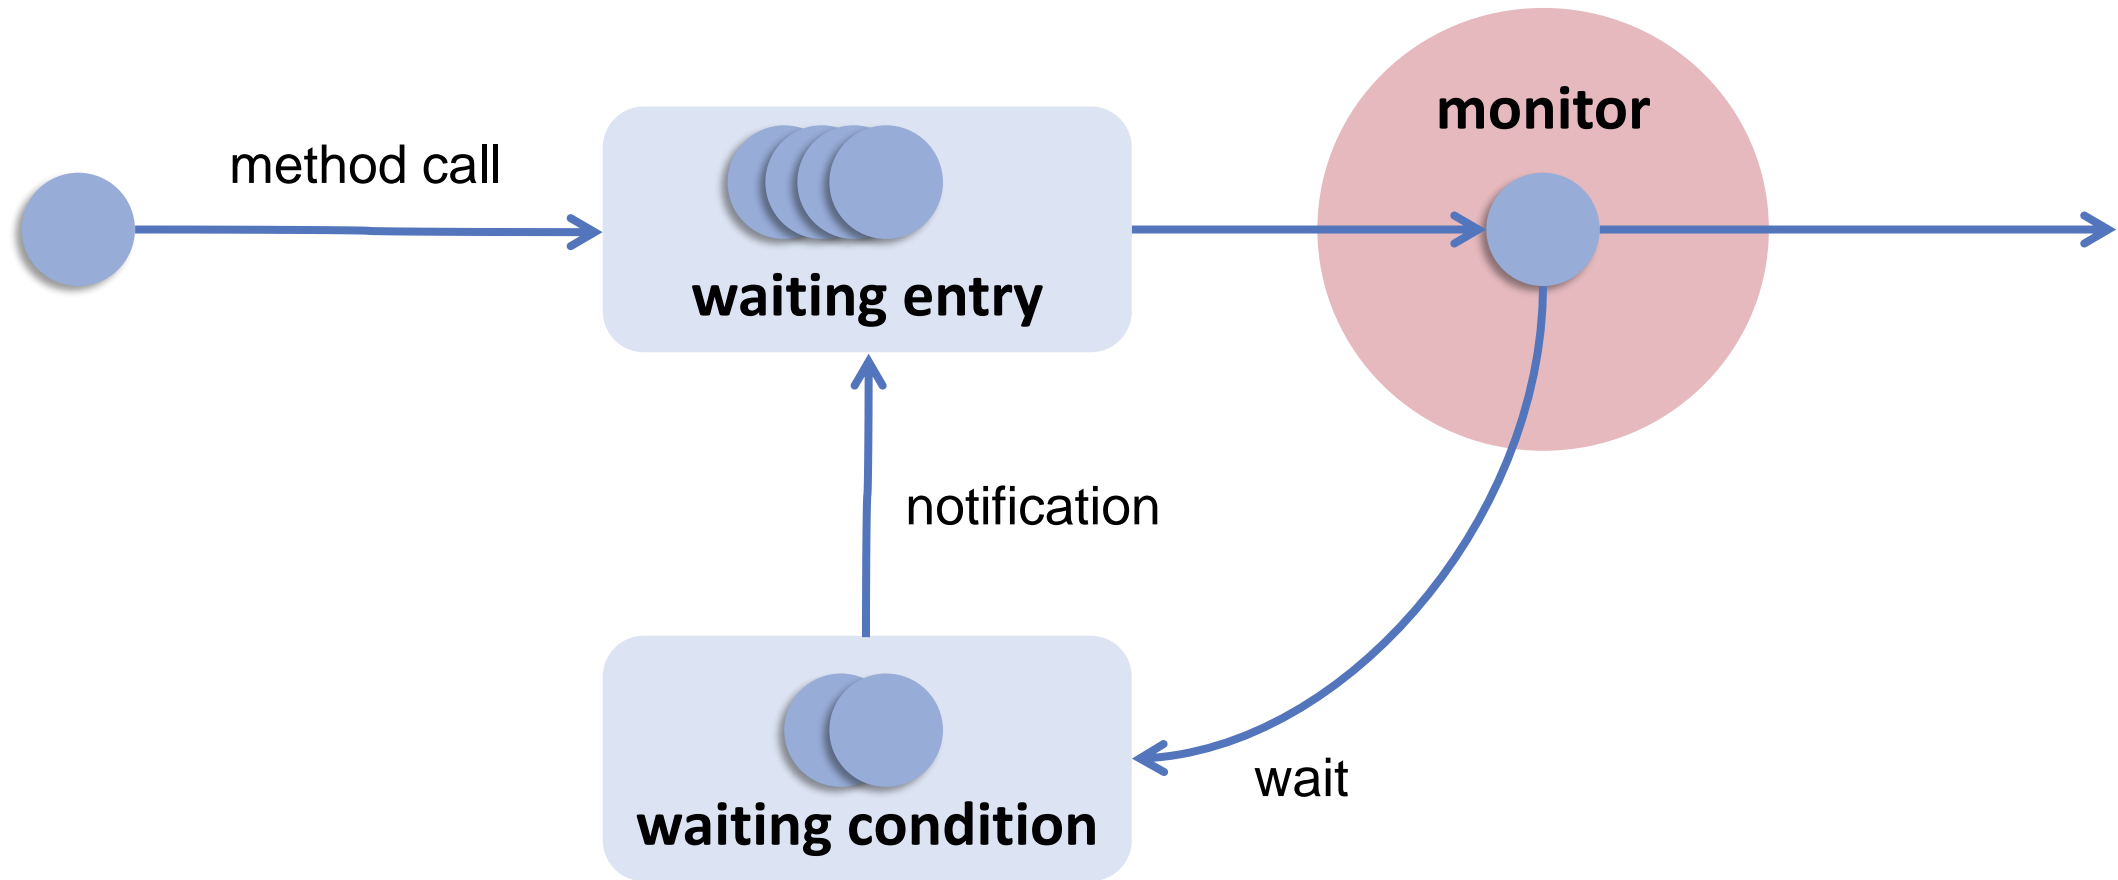 monitor
method call
waiting entry
notification
wait
waiting condition